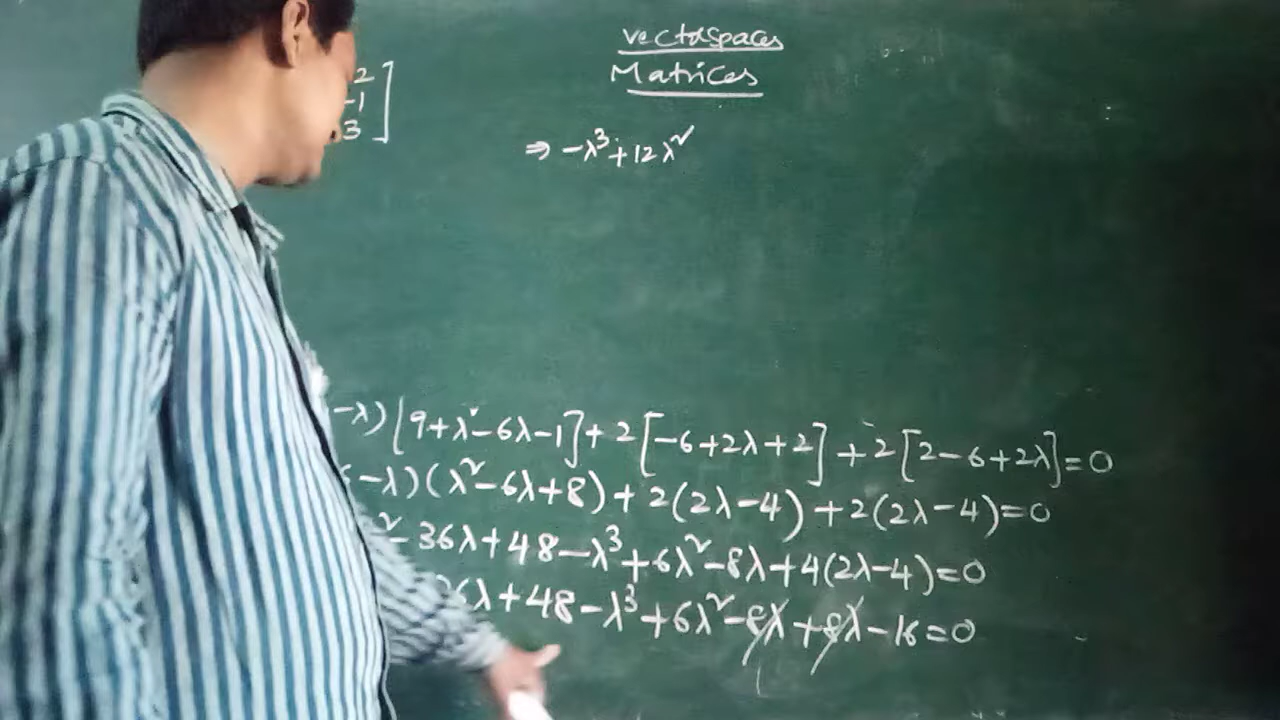 vectorspaces
Matrices
2
-1
3
⇒ -λ³+12λ²
-λ)[9+λ²-6λ-1]+2[-6+2λ+2]+2[2-6+2λ]=0
-λ)(λ²-6λ+8)+2(2λ-4)+2(2λ-4)=0
²-36λ+48-λ³+6λ²-8λ+4(2λ-4)=0
6λ+48-λ³+6λ²-8λ+8λ-16=0